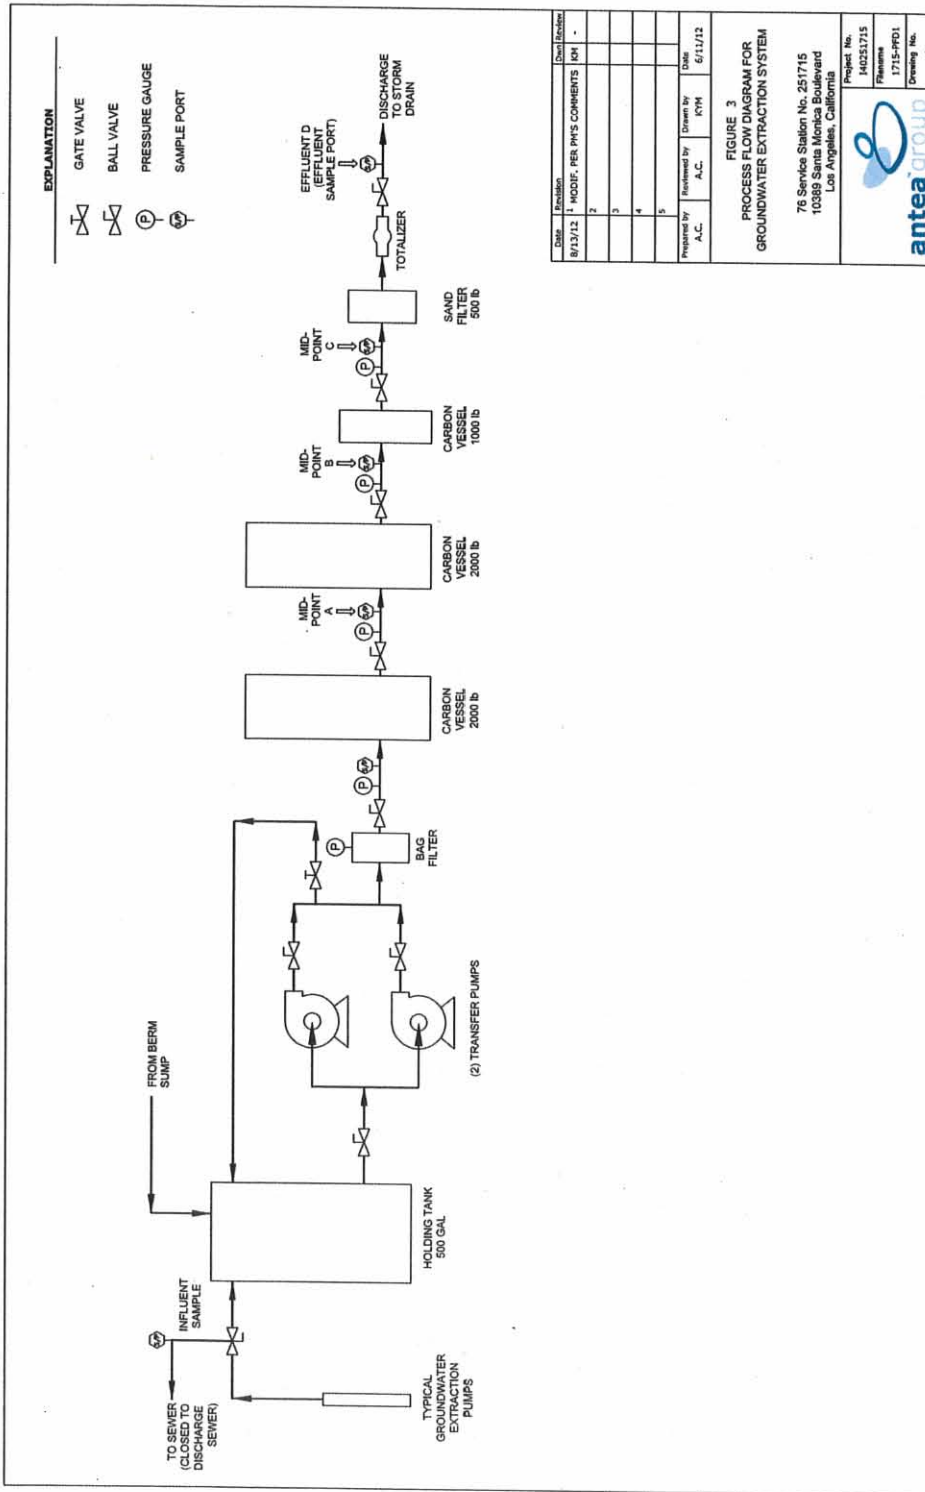 EXPLANATION
GATE VALVE
BALL VALVE
P
PRESSURE GAUGE
SAMPLE PORT
TO SEWER
(CLOSED TO
DISCHARGE
SEWER)
INFLUENT
SAMPLE
TYPICAL
GROUNDWATER
EXTRACTION
PUMPS
FROM BERM
SUMP
HOLDING TANK
500 GAL
(2) TRANSFER PUMPS
P
BAG
FILTER
P
CARBON
VESSEL
2000 lb
MID-
POINT
A
P
CARBON
VESSEL
2000 lb
MID-
POINT
B
P
CARBON
VESSEL
1000 lb
MID-
POINT
C
P
SAND
FILTER
500 lb
TOTALIZER
EFFLUENT D
(EFFLUENT
SAMPLE PORT)
DISCHARGE
TO STORM
DRAIN
Date Revision Dwn Review
8/13/12 1 MODIF. PER PM'S COMMENTS KM -
2
3
4
5
Prepared by Reviewed by Drawn by Date
A.C. A.C. KYM 6/11/12
FIGURE 3
PROCESS FLOW DIAGRAM FOR
GROUNDWATER EXTRACTION SYSTEM
76 Service Station No. 251715
10389 Santa Monica Boulevard
Los Angeles, California
antea group
Project No.
140251715
Filename
1715-PFD1
Drawing No.